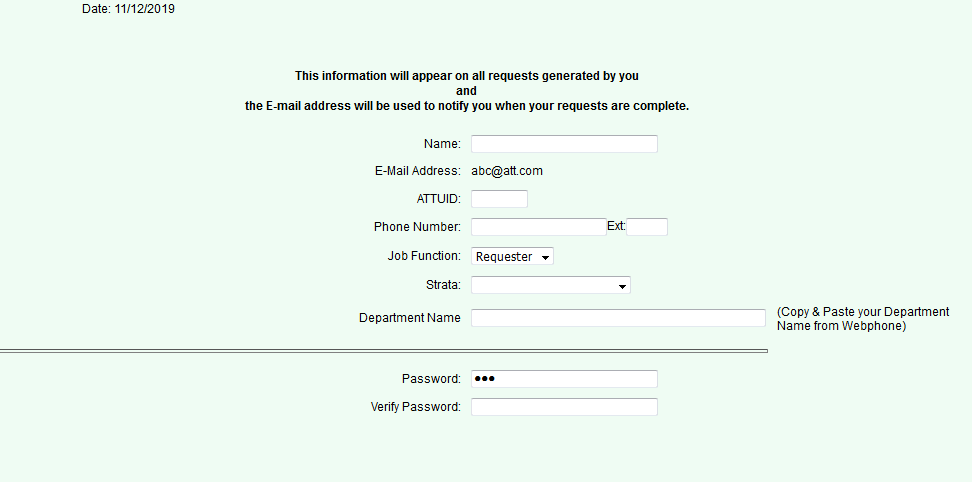 Date: 11/12/2019
This information will appear on all requests generated by you
and
the E-mail address will be used to notify you when your requests are complete.
Name:
E-Mail Address: abc@att.com
ATTUID:
Phone Number: Ext:
Job Function: Requester
Strata:
Department Name (Copy & Paste your Department
Name from Webphone)
Password: ●●●
Verify Password: